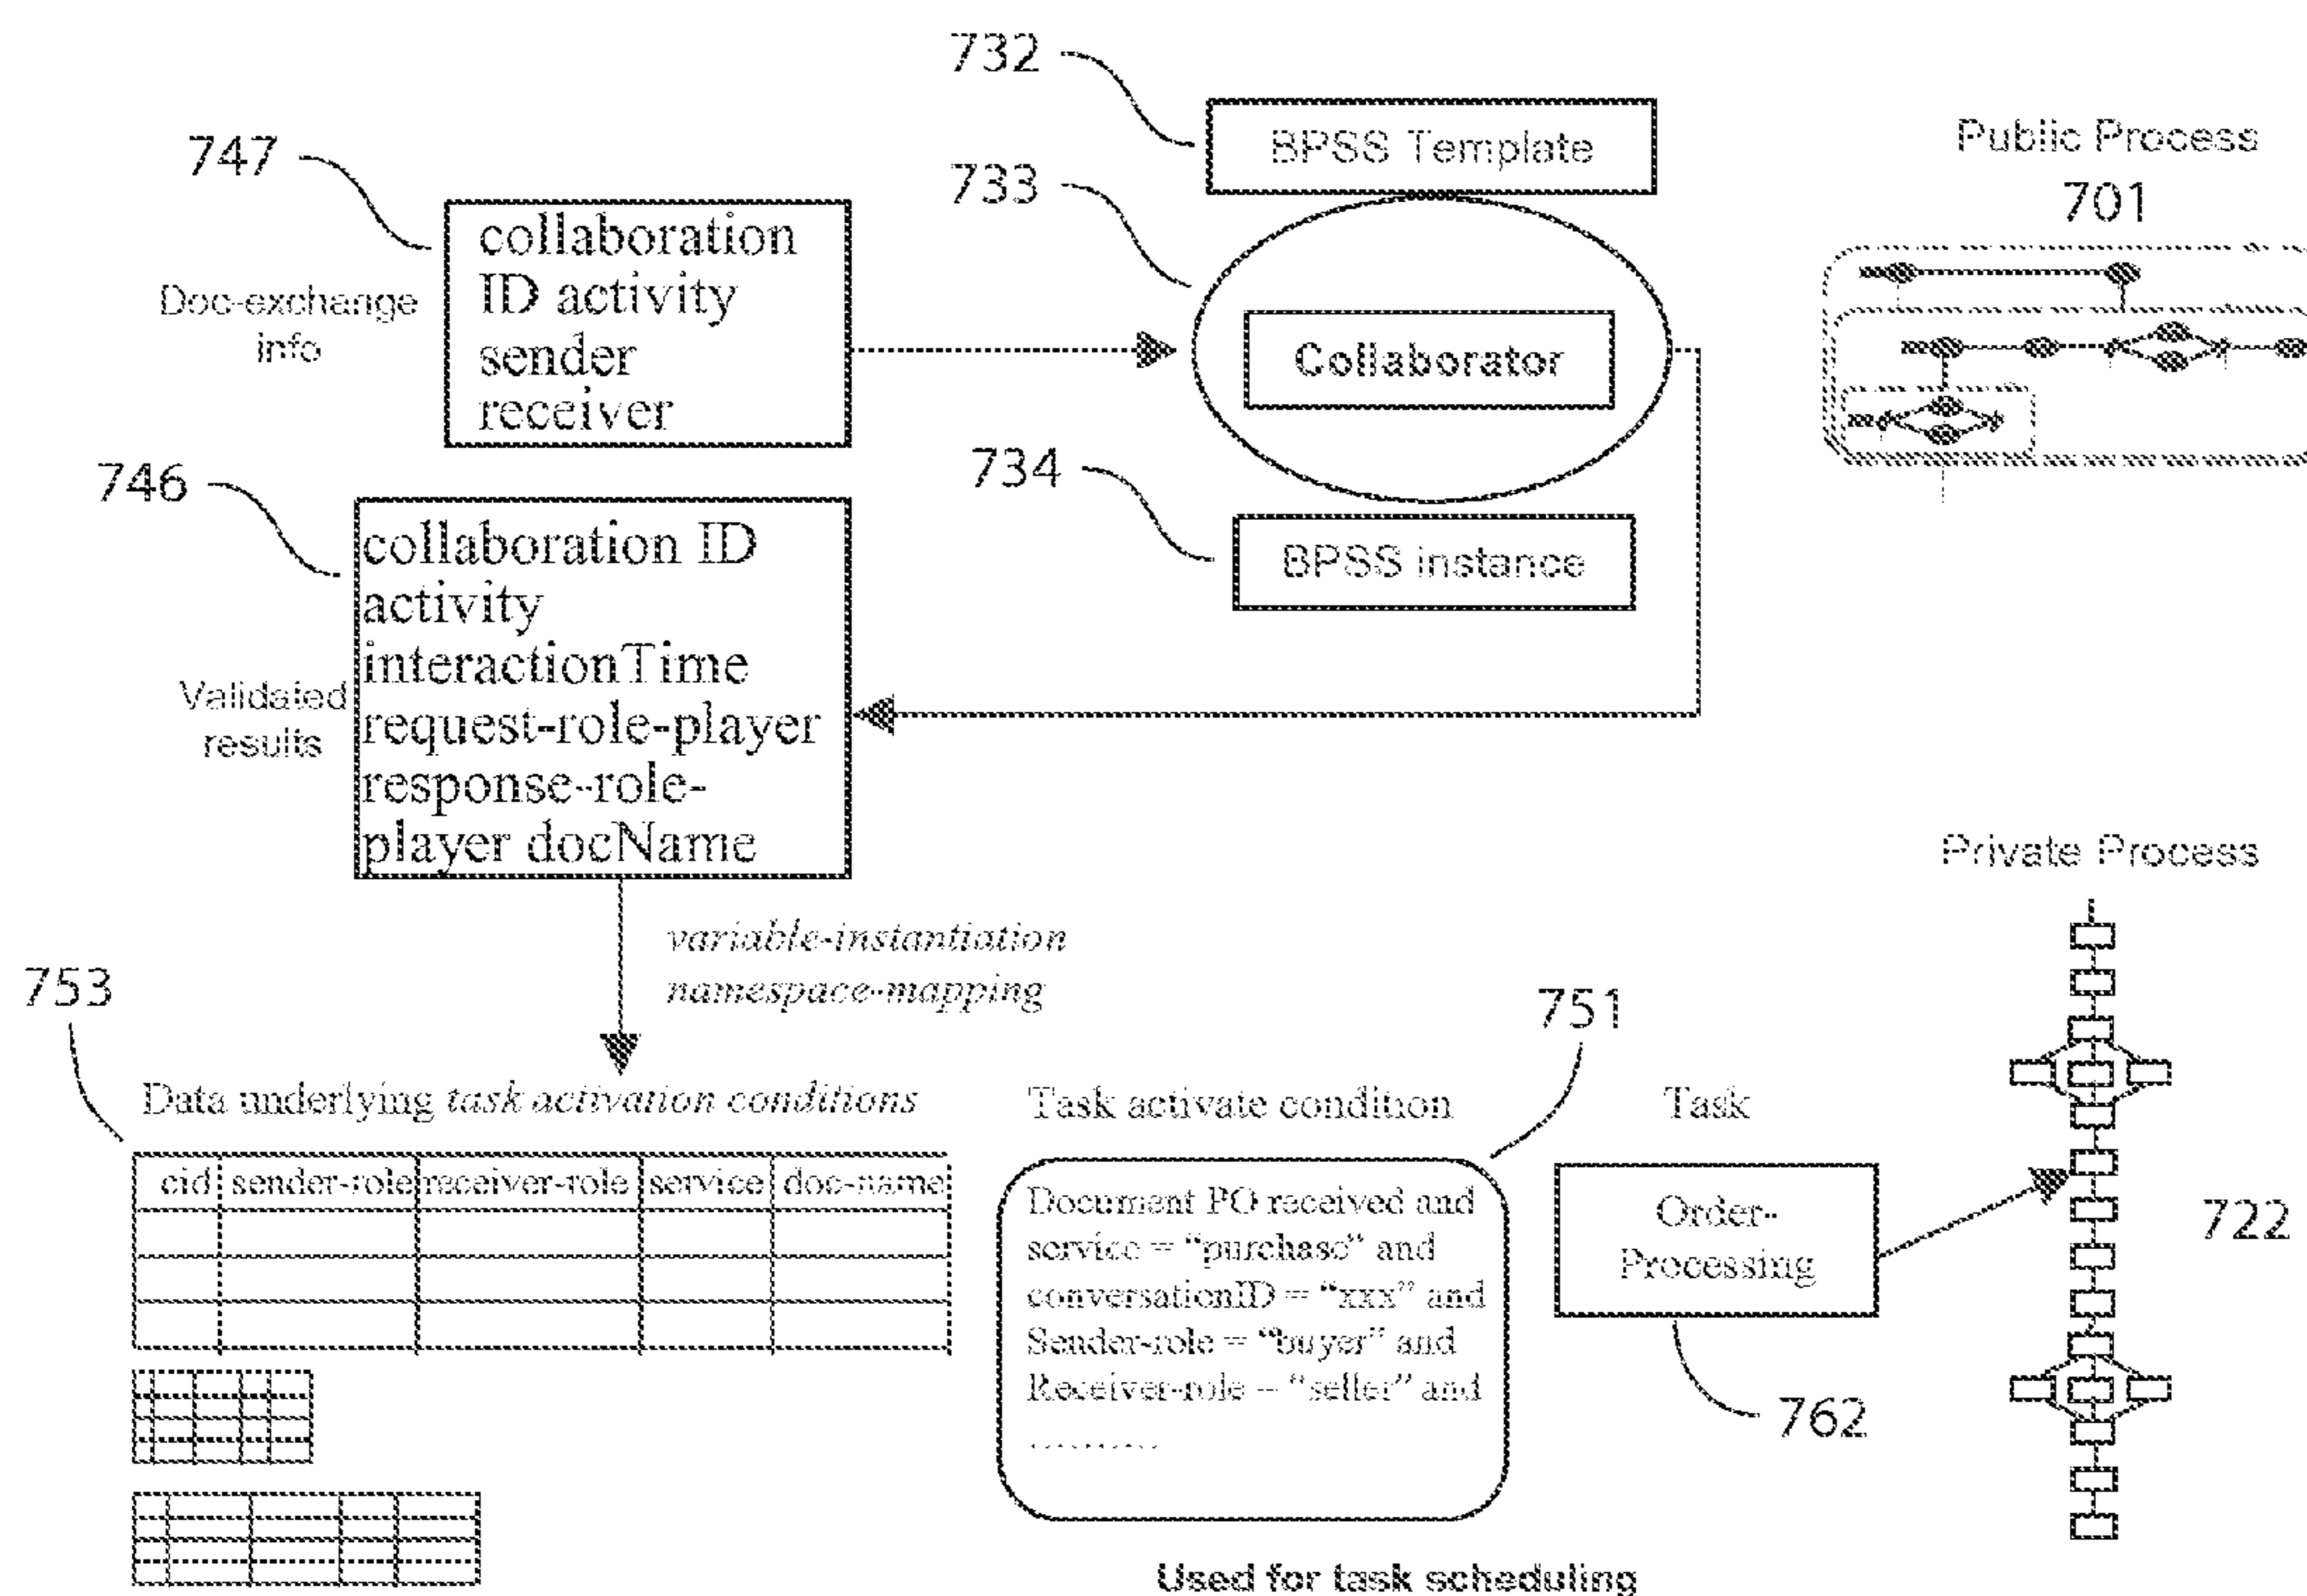 732
BPSS Template
Public Process
701
747
733
collaboration
ID activity
sender
receiver
Doc-exchange
info
Collaborator
746
734
collaboration ID
activity
interactionTime
request-role-player
response-role-
player docName
BPSS instance
Validated
results
Private Process
variable-instantiation
namespace-mapping
753
751
Data underlying task activation conditions
Task activate condition
Task
cid sender-role receiver-role service doc-name
Document PO received and
service = “purchase” and
conversationID = “xxx” and
Sender-role = “buyer” and
Receiver-role = “seller” and
..........
Order-
Processing
722
762
Used for task scheduling